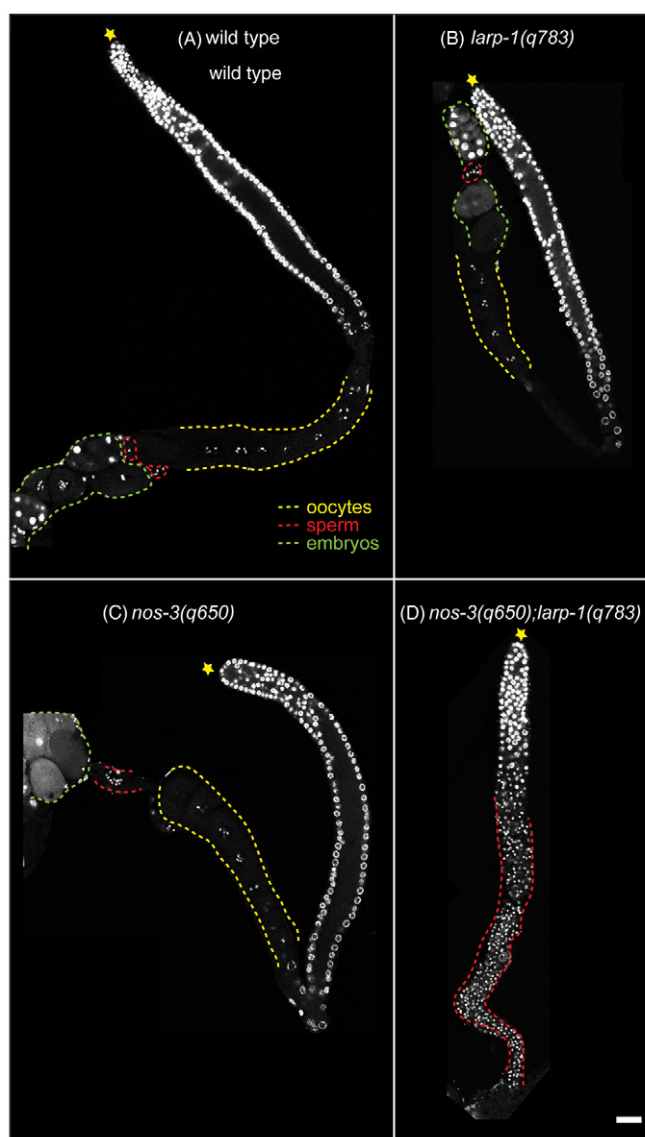 (A) wild type
wild type
(B) larp-1(q783)
oocytes
sperm
embryos
(C) nos-3(q650)
(D) nos-3(q650);larp-1(q783)